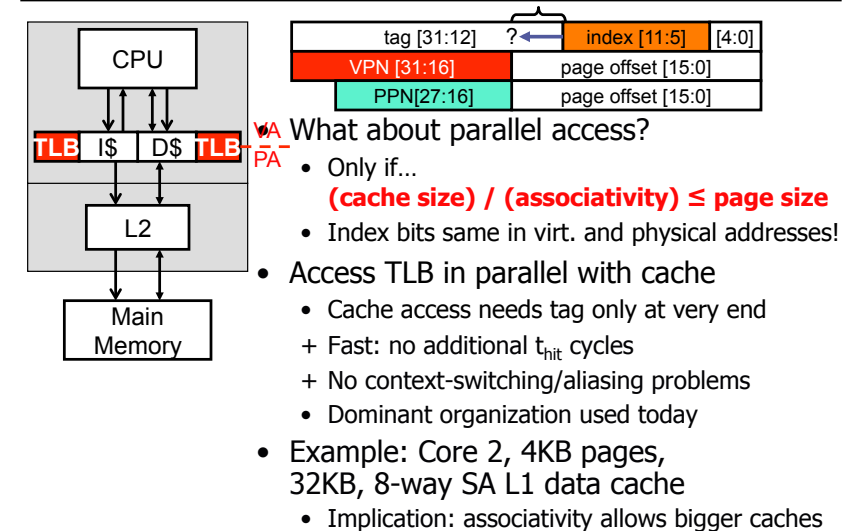 tag [31:12] ? index [11:5] [4:0]
VPN [31:16] page offset [15:0]
PPN[27:16] page offset [15:0]
CPU
TLB I$ D$ TLB
VA
PA
L2
Main
Memory
• What about parallel access?
• Only if…
(cache size) / (associativity) ≤ page size
• Index bits same in virt. and physical addresses!
• Access TLB in parallel with cache
• Cache access needs tag only at very end
+ Fast: no additional t_hit cycles
+ No context-switching/aliasing problems
• Dominant organization used today
• Example: Core 2, 4KB pages,
32KB, 8-way SA L1 data cache
• Implication: associativity allows bigger caches